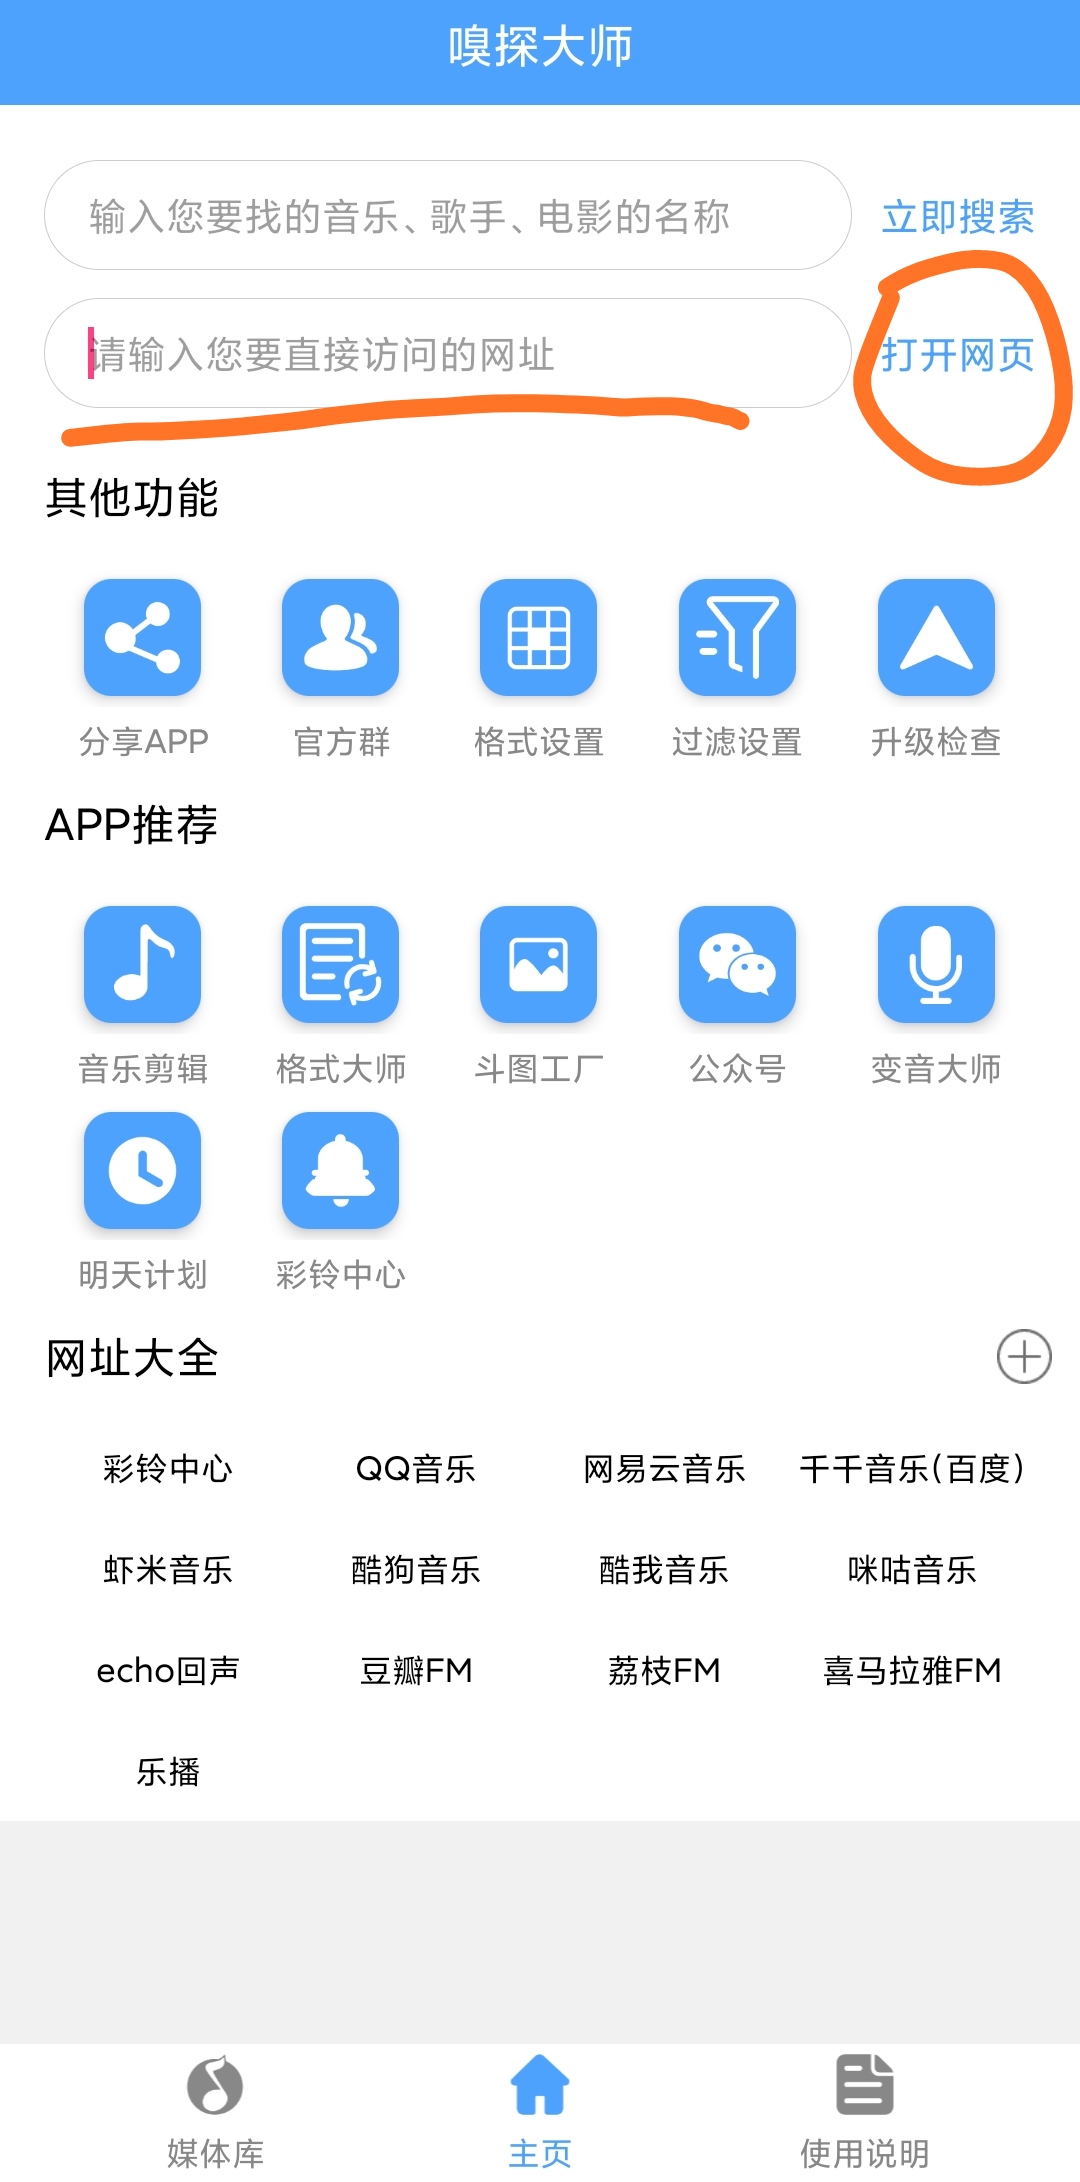 嗅探大师
输入您要找的音乐、歌手、电影的名称 立即搜索
请输入您要直接访问的网址 打开网页
其他功能
分享APP 官方群 格式设置 过滤设置 升级检查
APP推荐
音乐剪辑 格式大师 斗图工厂 公众号 变音大师
明天计划 彩铃中心
网址大全
彩铃中心 QQ音乐 网易云音乐 千千音乐(百度)
虾米音乐 酷狗音乐 酷我音乐 咪咕音乐
echo回声 豆瓣FM 荔枝FM 喜马拉雅FM
乐播
媒体库 主页 使用说明